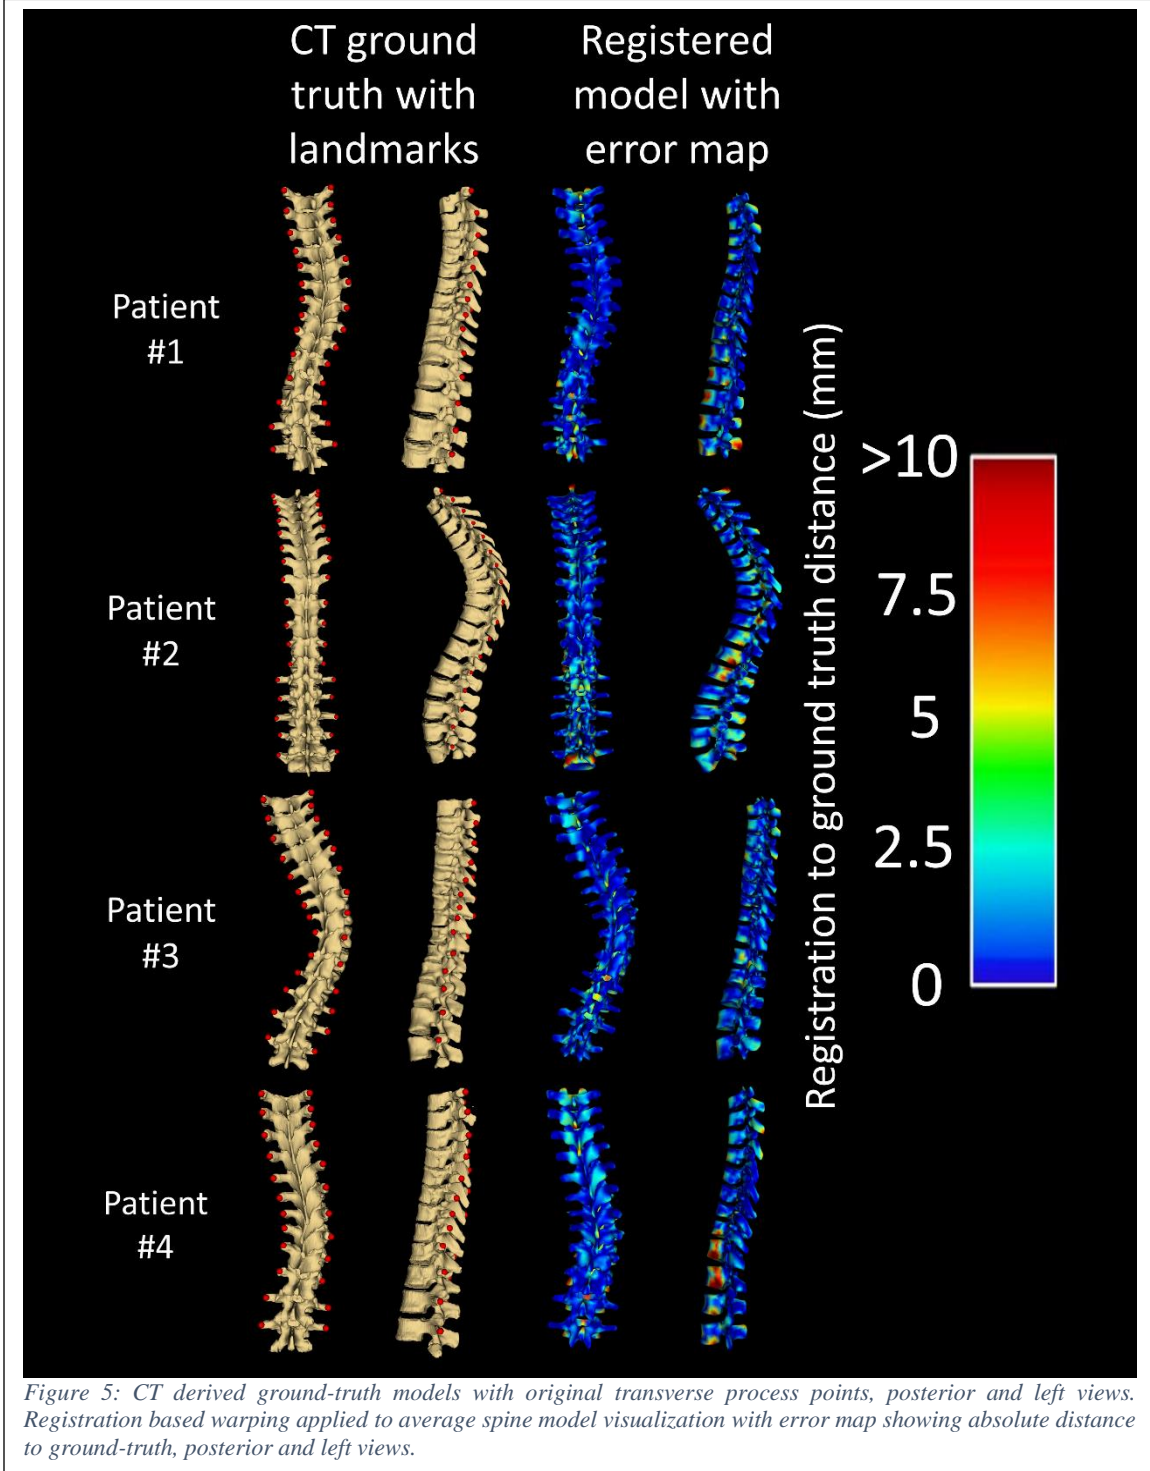 CT ground
truth with
landmarks
Registered
model with
error map
Patient
#1
Patient
#2
Patient
#3
Patient
#4
Registration to ground truth distance (mm)
>10
7.5
5
2.5
0
Figure 5: CT derived ground-truth models with original transverse process points, posterior and left views.
Registration based warping applied to average spine model visualization with error map showing absolute distance
to ground-truth, posterior and left views.